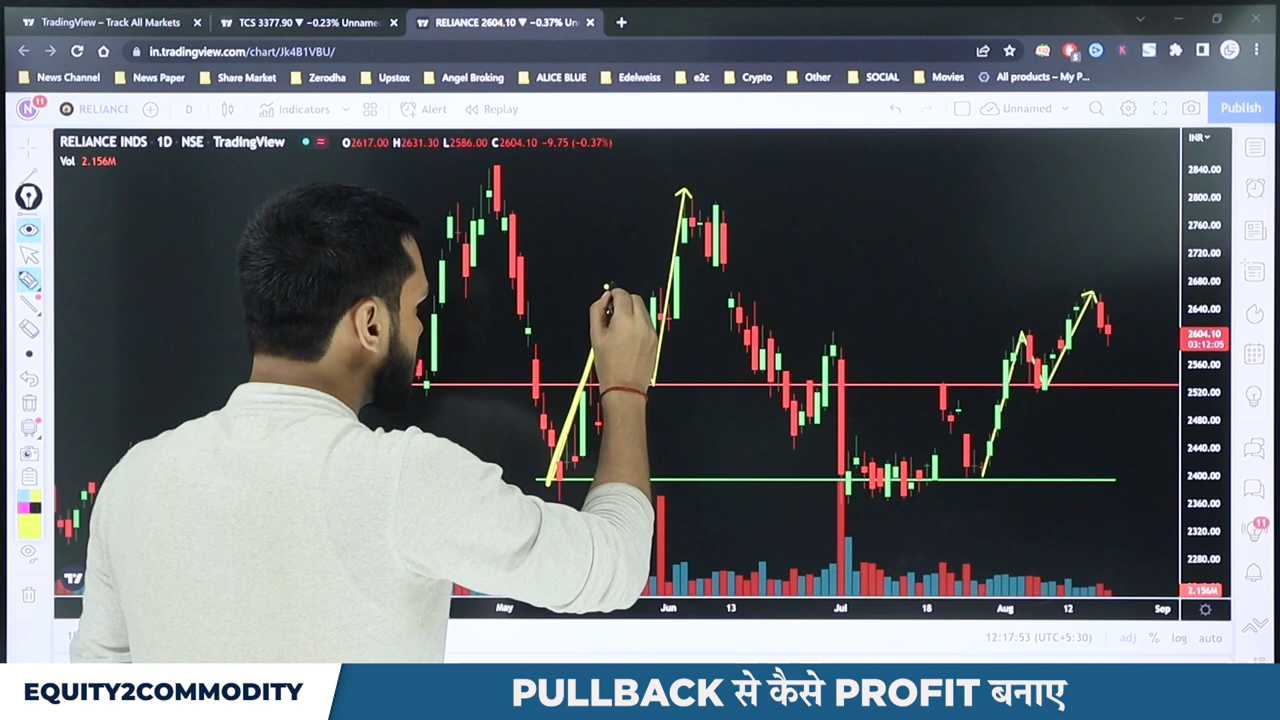 TradingView – Track All Markets
TCS 3377.90 ▼ −0.23% Unname
RELIANCE 2604.10 ▼ −0.37% Un
in.tradingview.com/chart/Jk4B1VBU/
News Channel
News Paper
Share Market
Zerodha
Upstox
Angel Broking
ALICE BLUE
Edelweiss
e2c
Crypto
Other
SOCIAL
Movies
All products – My P...
11
RELIANCE
D
Indicators
Alert
Replay
Unnamed
Publish
RELIANCE INDS · 1D · NSE · TradingView
O2617.00 H2631.30 L2586.00 C2604.10 −9.75 (−0.37%)
Vol 2.156M
INR
2840.00
2800.00
2760.00
2720.00
2680.00
2640.00
2604.10
03:12:05
2560.00
2520.00
2480.00
2440.00
2400.00
2360.00
2320.00
2280.00
2.156M
11
May
Jun
13
Jul
18
Aug
12
Sep
12:17:53 (UTC+5:30)
adj
%
log
auto
EQUITY2COMMODITY
PULLBACK से कैसे PROFIT बनाए